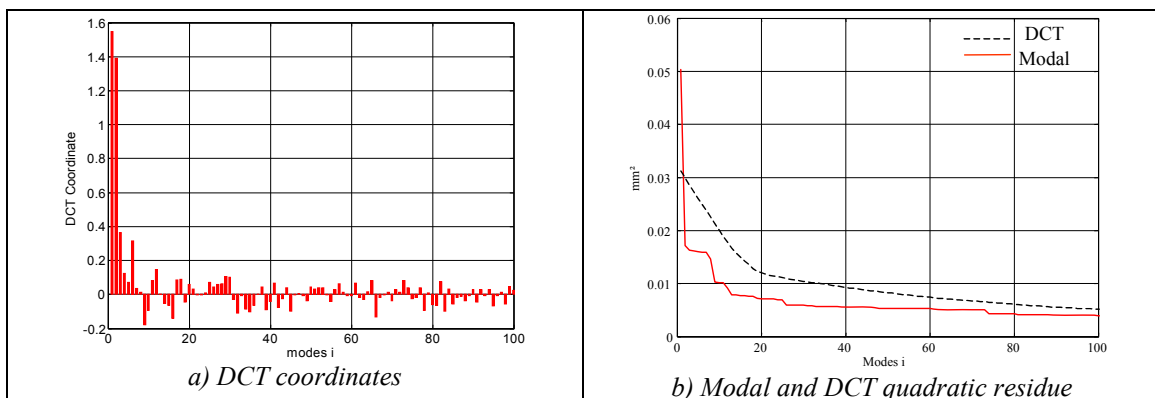 1.6
1.4
1.2
1
0.8
0.6
0.4
0.2
0
-0.2
DCT Coordinate
0 20 40 60 80 100
modes i
a) DCT coordinates
0.06
0.05
0.04
0.03
0.02
0.01
0
mm²
DCT
Modal
0 20 40 60 80 100
Modes i
b) Modal and DCT quadratic residue